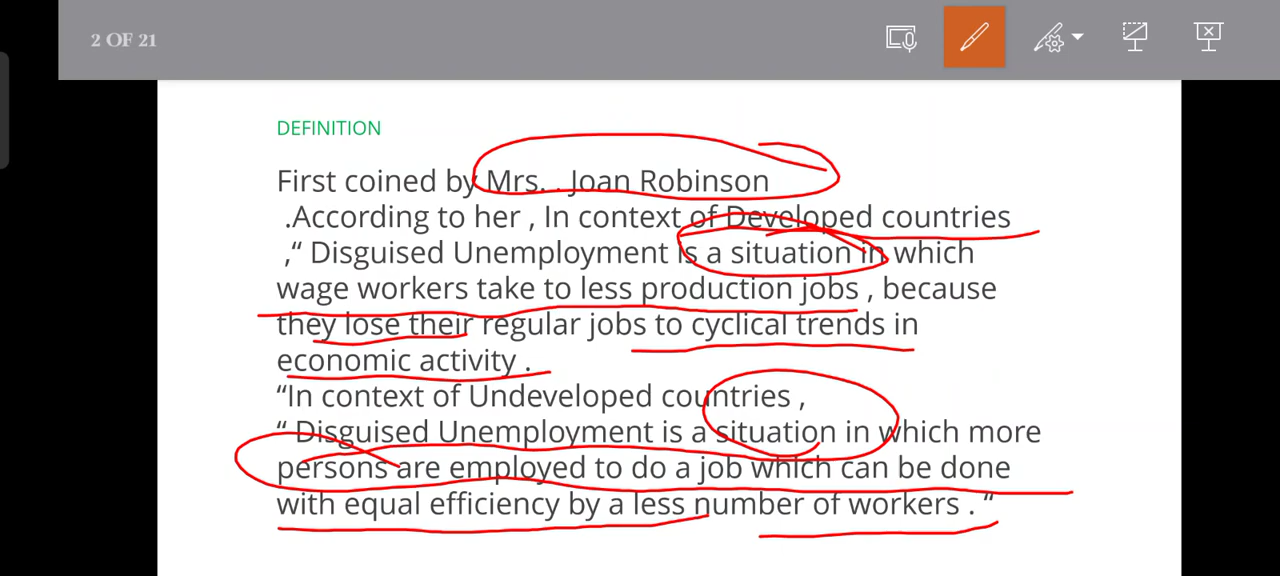 2 OF 21
DEFINITION
First coined by Mrs. . Joan Robinson
.According to her , In context of Developed countries
,“ Disguised Unemployment is a situation in which
wage workers take to less production jobs , because
they lose their regular jobs to cyclical trends in
economic activity .
“In context of Undeveloped countries ,
“ Disguised Unemployment is a situation in which more
persons are employed to do a job which can be done
with equal efficiency by a less number of workers . “